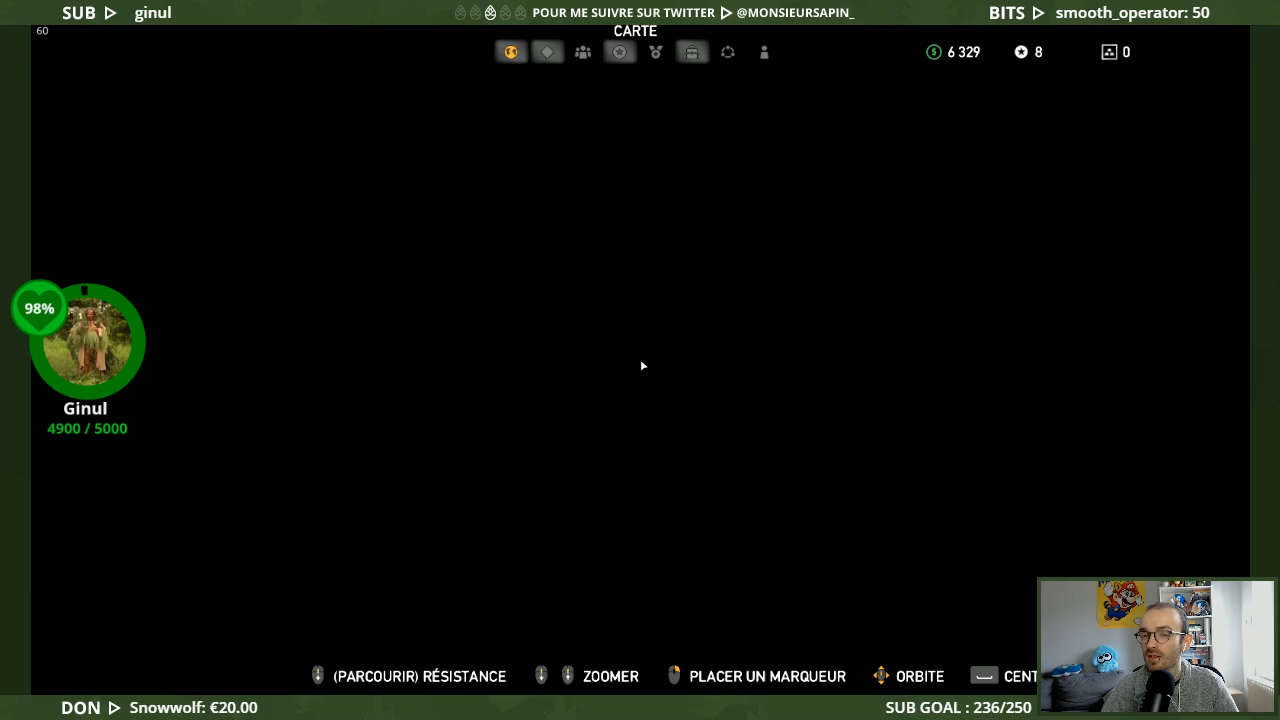 SUB ginul
POUR ME SUIVRE SUR TWITTER @MONSIEURSAPIN_
BITS smooth_operator: 50
60
CARTE
6 329
8
0
98%
Ginul
4900 / 5000
(PARCOURIR) RÉSISTANCE
ZOOMER
PLACER UN MARQUEUR
ORBITE
CENT
DON Snowwolf: €20.00
SUB GOAL : 236/250